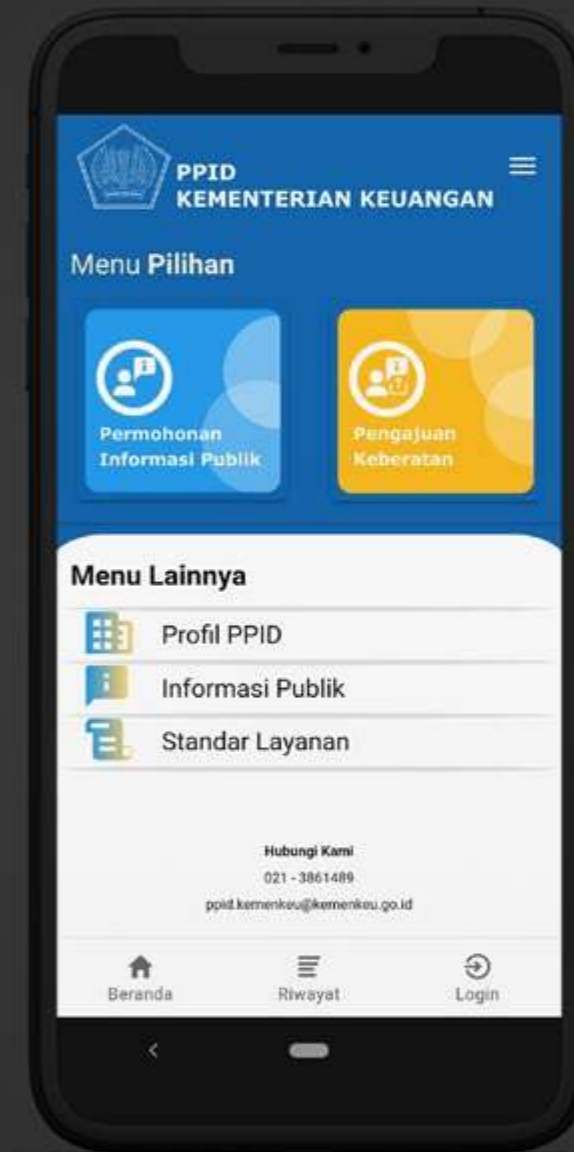 PPID
KEMENTERIAN KEUANGAN
Menu Pilihan
Permohonan
Informasi Publik
Pengajuan
Keberatan
Menu Lainnya
Profil PPID
Informasi Publik
Standar Layanan
Hubungi Kami
021 - 3861489
ppid.kemenkeu@kemenkeu.go.id
Beranda
Riwayat
Login